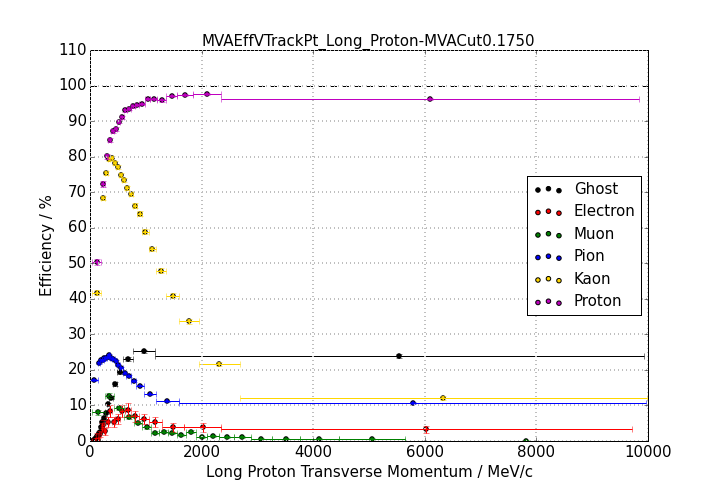 MVAEffVTrackPt_Long_Proton-MVACut0.1750
110
100
90
80
70
60
50
40
30
20
10
0
Efficiency / %
Ghost
Electron
Muon
Pion
Kaon
Proton
0 2000 4000 6000 8000 10000
Long Proton Transverse Momentum / MeV/c